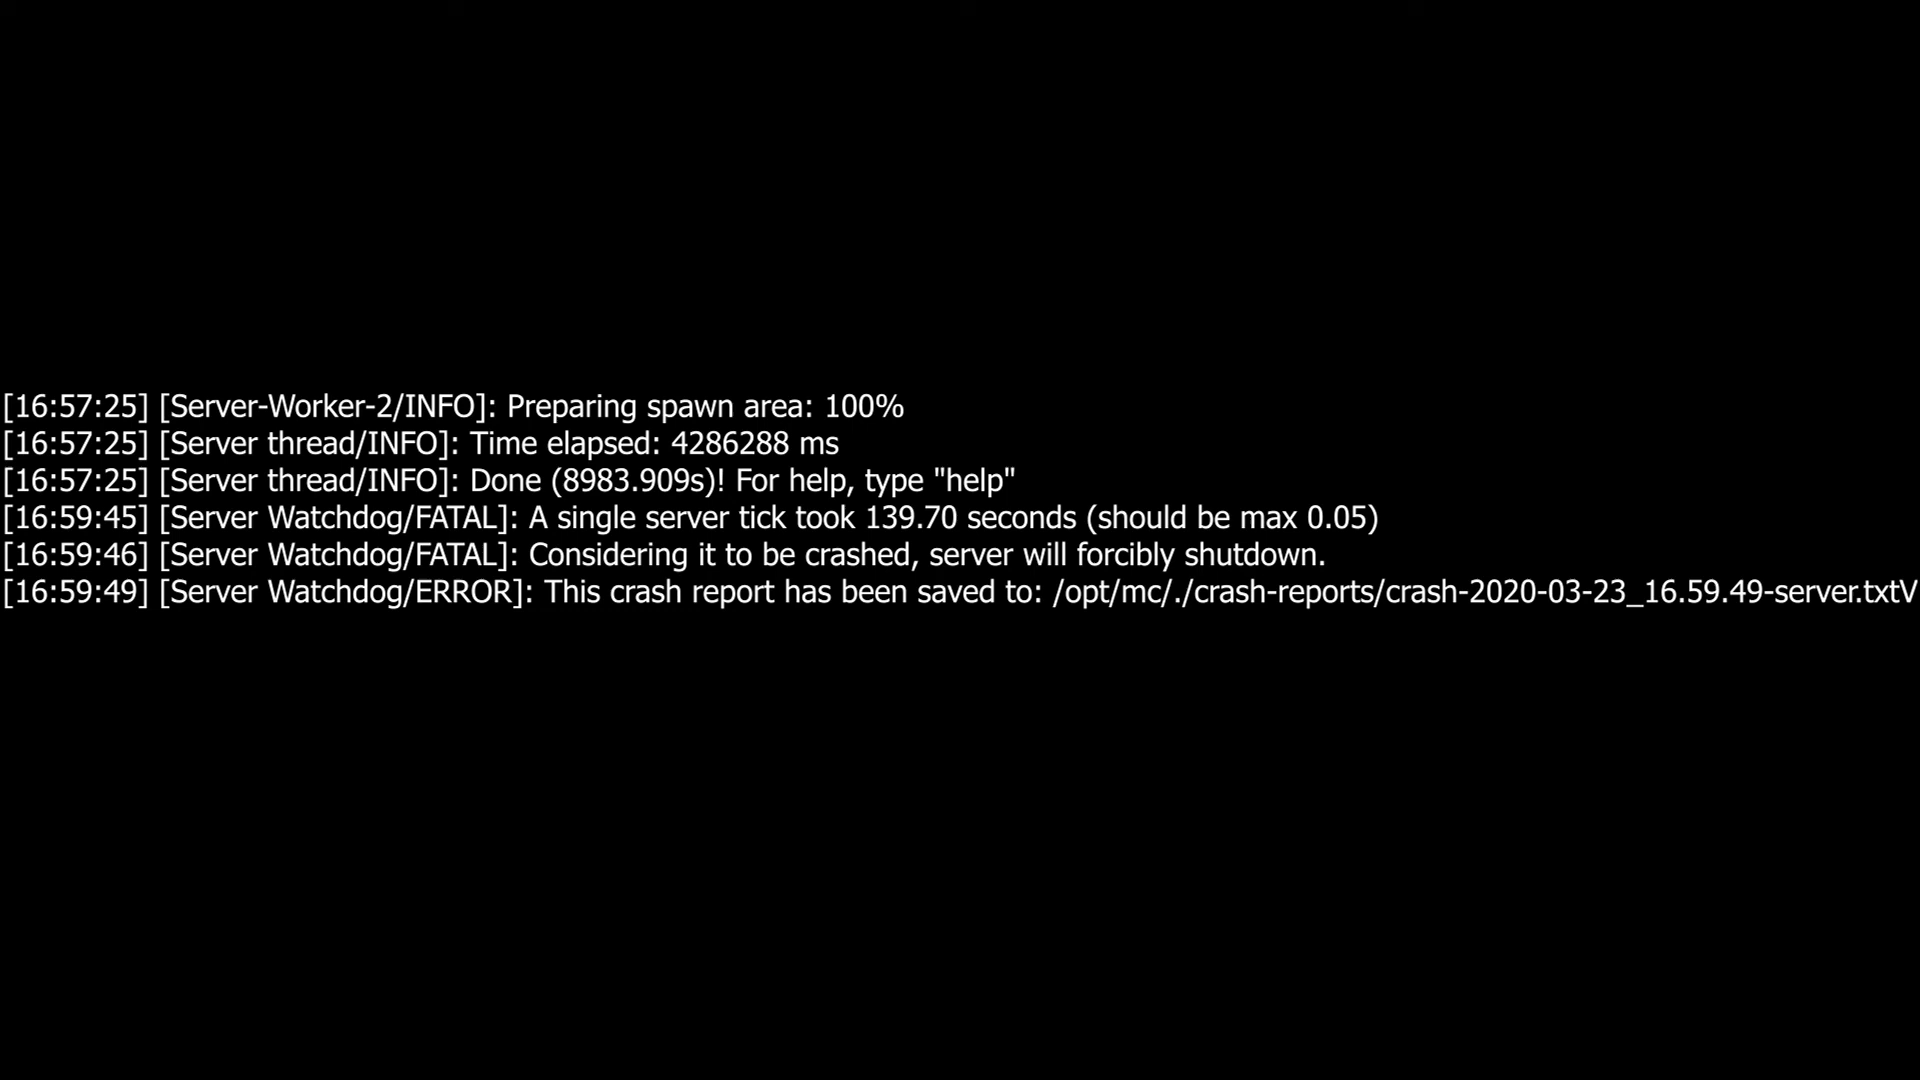 [16:57:25] [Server-Worker-2/INFO]: Preparing spawn area: 100%
[16:57:25] [Server thread/INFO]: Time elapsed: 4286288 ms
[16:57:25] [Server thread/INFO]: Done (8983.909s)! For help, type "help"
[16:59:45] [Server Watchdog/FATAL]: A single server tick took 139.70 seconds (should be max 0.05)
[16:59:46] [Server Watchdog/FATAL]: Considering it to be crashed, server will forcibly shutdown.
[16:59:49] [Server Watchdog/ERROR]: This crash report has been saved to: /opt/mc/./crash-reports/crash-2020-03-23_16.59.49-server.txtV